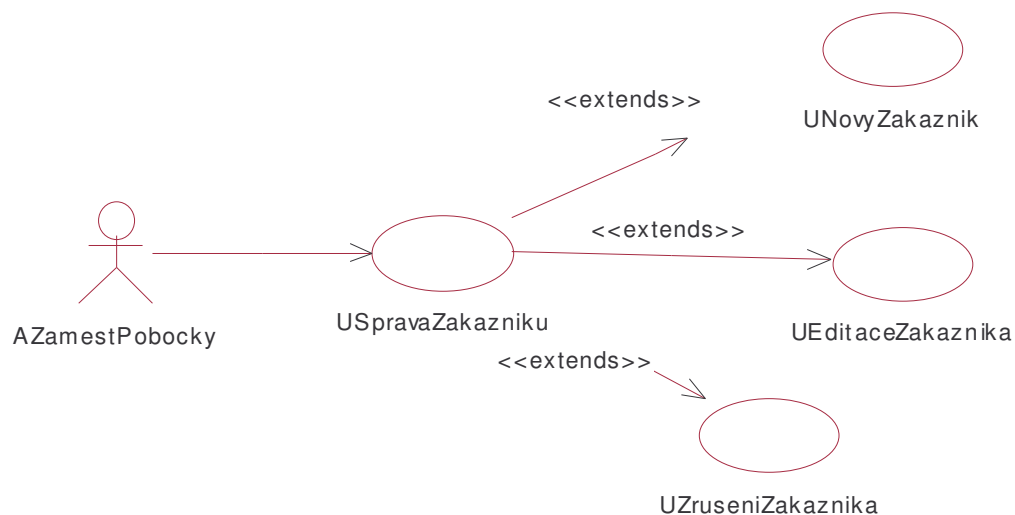 <<extends>>
UNovyZakaznik
<<extends>>
AZamestPobocky
USpravaZakazniku
UEditaceZakaznika
<<extends>>
UZruseniZakaznika